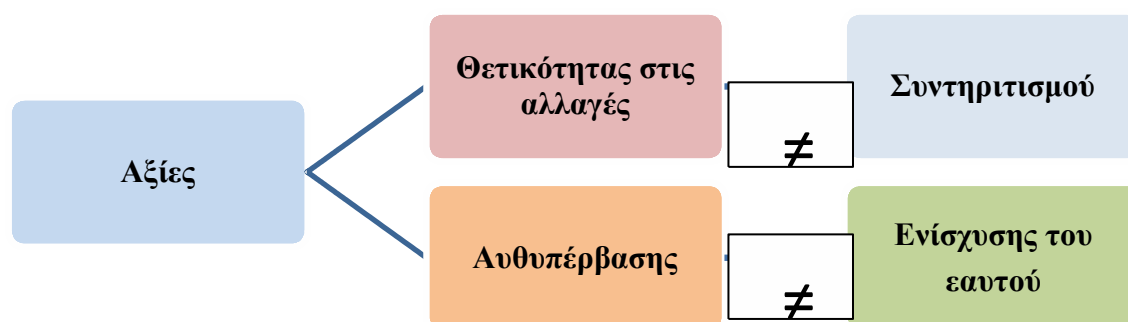 Αξίες
Θετικότητας στις
αλλαγές
≠
Συντηριτισμού
Αυθυπέρβασης
≠
Ενίσχυσης του
εαυτού